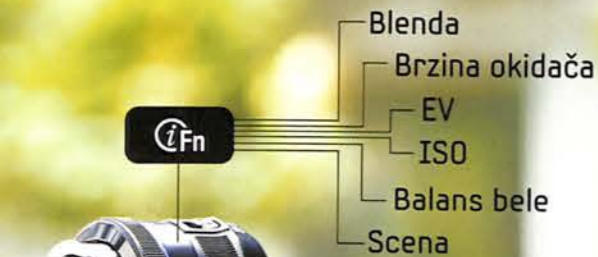 Blenda
Brzina okidača
EV
iFn
ISO
Balans bele
Scena